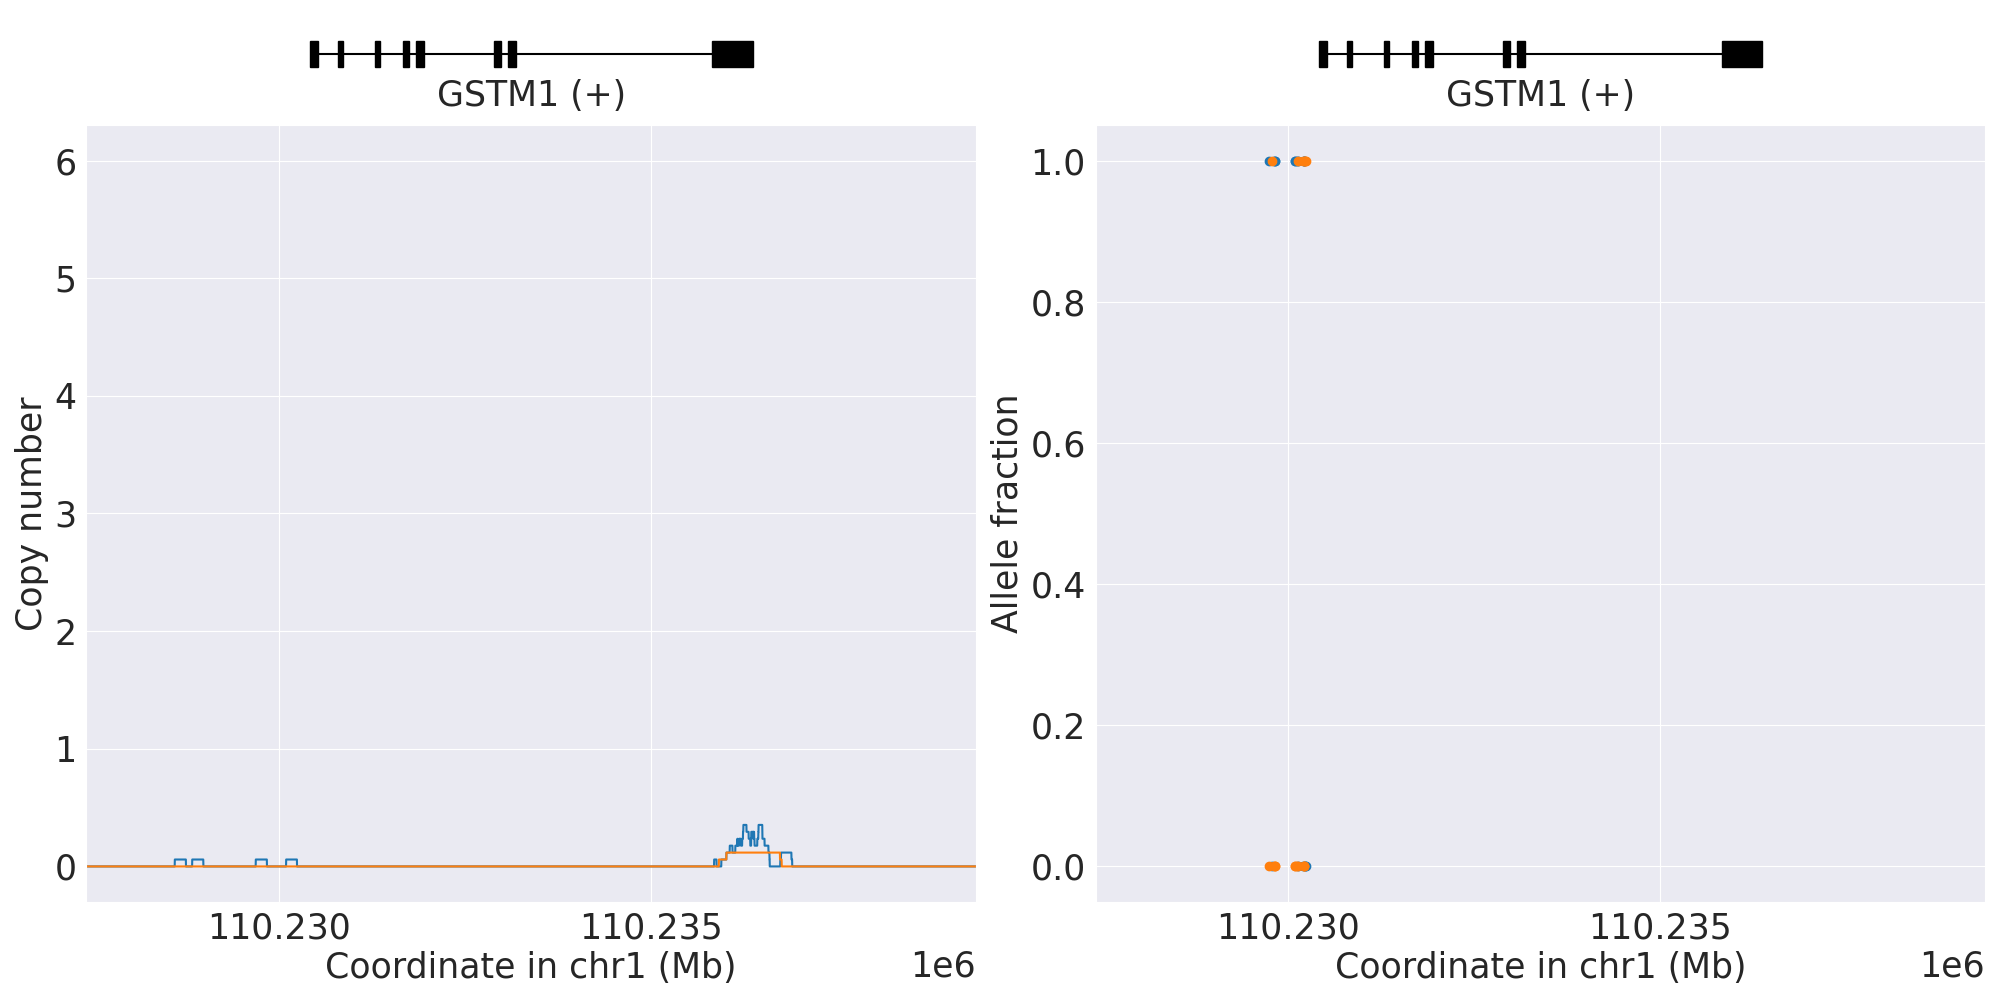 GSTM1 (+)
6
5
4
3
2
1
0
Copy number
110.230
110.235
Coordinate in chr1 (Mb)
1e6
GSTM1 (+)
1.0
0.8
0.6
0.4
0.2
0.0
Allele fraction
110.230
110.235
Coordinate in chr1 (Mb)
1e6